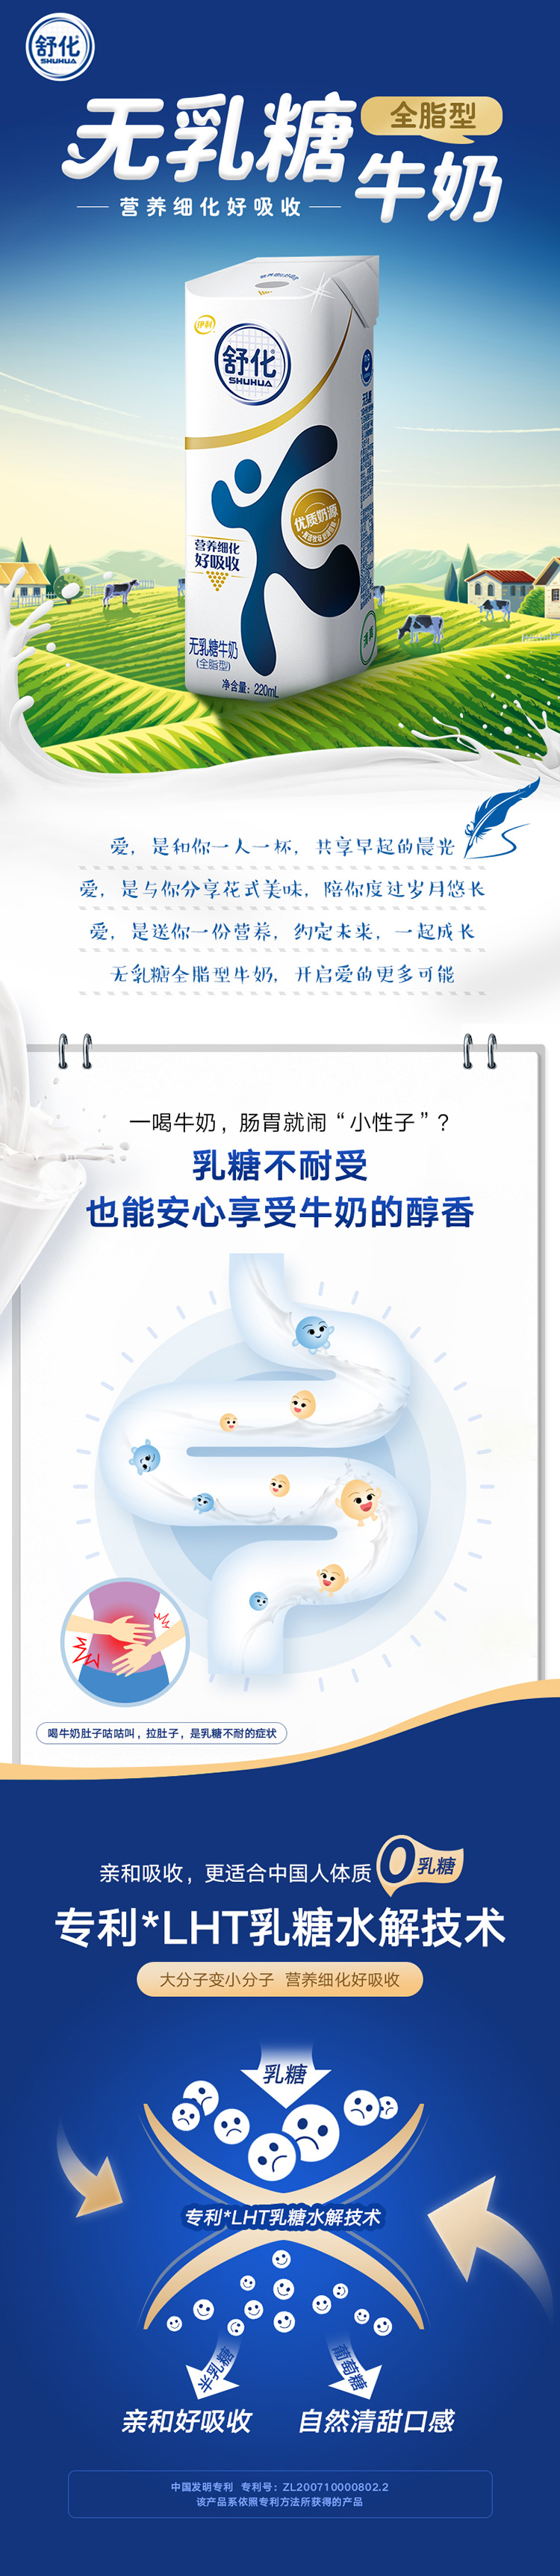 舒化
SHUHUA
无乳糖
全脂型
牛奶
营养细化好吸收
伊利
舒化
SHUHUA
优质奶源
营养细化
好吸收
无乳糖牛奶
(全脂型)
净含量：220mL
爱，是和你一人一杯，共享早起的晨光
爱，是与你分享花式美味，陪你度过岁月悠长
爱，是送你一份营养，约定未来，一起成长
无乳糖全脂型牛奶，开启爱的更多可能
一喝牛奶，肠胃就闹“小性子”？
乳糖不耐受
也能安心享受牛奶的醇香
喝牛奶肚子咕咕叫，拉肚子，是乳糖不耐的症状
亲和吸收，更适合中国人体质
0乳糖
专利*LHT乳糖水解技术
大分子变小分子 营养细化好吸收
乳糖
专利*LHT乳糖水解技术
半乳糖
葡萄糖
亲和好吸收
自然清甜口感
中国发明专利 专利号：ZL200710000802.2
该产品系依照专利方法所获得的产品